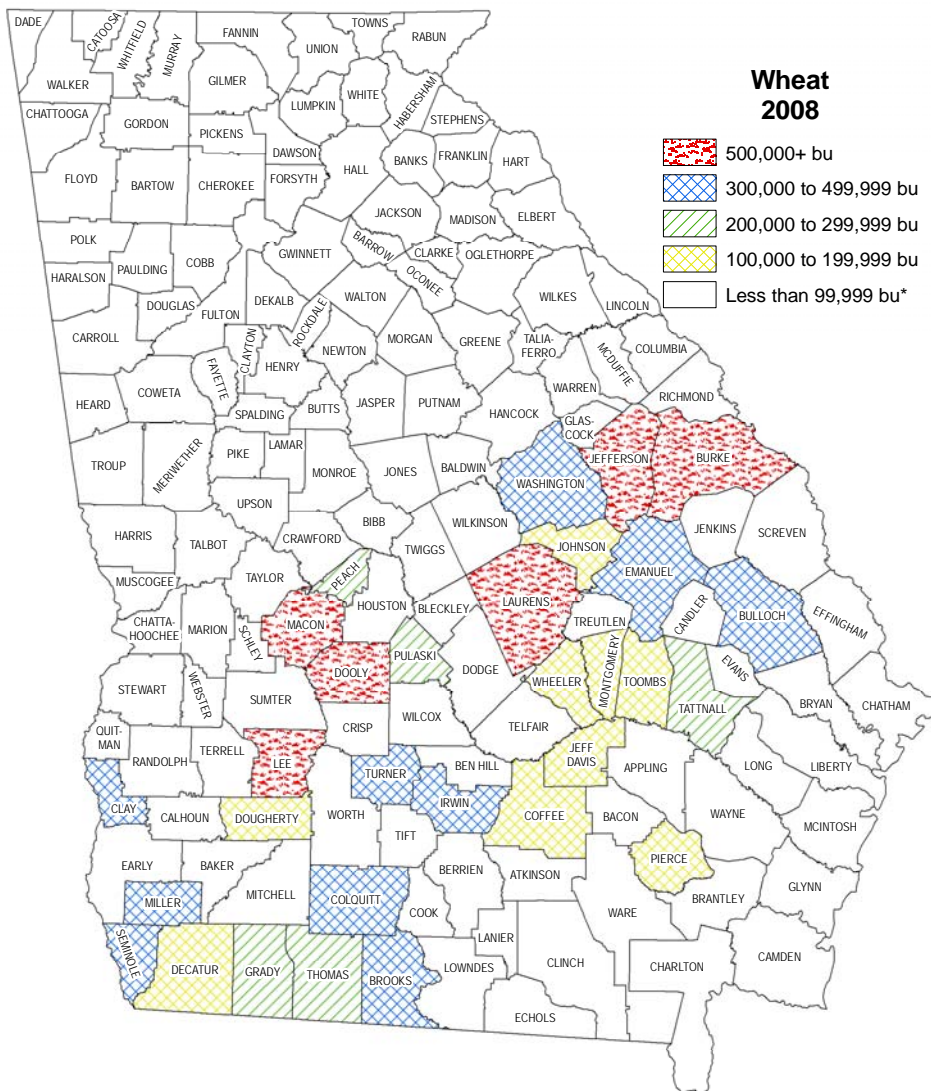 Wheat
2008
500,000+ bu
300,000 to 499,999 bu
200,000 to 299,999 bu
100,000 to 199,999 bu
Less than 99,999 bu*
DADE
CATOOSA
WHITFIELD
MURRAY
FANNIN
UNION
TOWNS
RABUN
WALKER
GILMER
LUMPKIN
WHITE
HABERSHAM
STEPHENS
CHATTOOGA
GORDON
PICKENS
DAWSON
HALL
BANKS
FRANKLIN
HART
FLOYD
BARTOW
CHEROKEE
FORSYTH
JACKSON
MADISON
ELBERT
POLK
PAULDING
COBB
GWINNETT
BARROW
CLARKE
OCONEE
OGLETHORPE
HARALSON
DOUGLAS
FULTON
DEKALB
ROCKDALE
WALTON
WILKES
LINCOLN
CARROLL
CLAYTON
HENRY
NEWTON
MORGAN
GREENE
TALIA-
FERRO
MCDUFFIE
COLUMBIA
HEARD
COWETA
FAYETTE
SPALDING
BUTTS
JASPER
PUTNAM
HANCOCK
WARREN
GLAS-
COCK
RICHMOND
TROUP
MERIWETHER
PIKE
LAMAR
MONROE
JONES
BALDWIN
WASHINGTON
JEFFERSON
BURKE
UPSON
HARRIS
TALBOT
CRAWFORD
BIBB
TWIGGS
WILKINSON
JOHNSON
JENKINS
SCREVEN
MUSCOGEE
TAYLOR
PEACH
HOUSTON
BLECKLEY
LAURENS
EMANUEL
CHATTA-
HOOCHEE
MARION
SCHLEY
MACON
DOOLY
PULASKI
DODGE
TREUTLEN
CANDLER
BULLOCH
EFFINGHAM
STEWART
WEBSTER
SUMTER
CRISP
WILCOX
TELFAIR
WHEELER
MONTGOMERY
TOOMBS
TATTNALL
EVANS
BRYAN
CHATHAM
QUIT-
MAN
RANDOLPH
TERRELL
LEE
TURNER
BEN HILL
JEFF
DAVIS
APPLING
LONG
LIBERTY
CLAY
CALHOUN
DOUGHERTY
WORTH
TIFT
IRWIN
COFFEE
BACON
WAYNE
MCINTOSH
EARLY
BAKER
MITCHELL
BERRIEN
ATKINSON
PIERCE
BRANTLEY
GLYNN
MILLER
COLQUITT
COOK
LANIER
WARE
CAMDEN
SEMINOLE
DECATUR
GRADY
THOMAS
BROOKS
LOWNDES
CLINCH
CHARLTON
ECHOLS